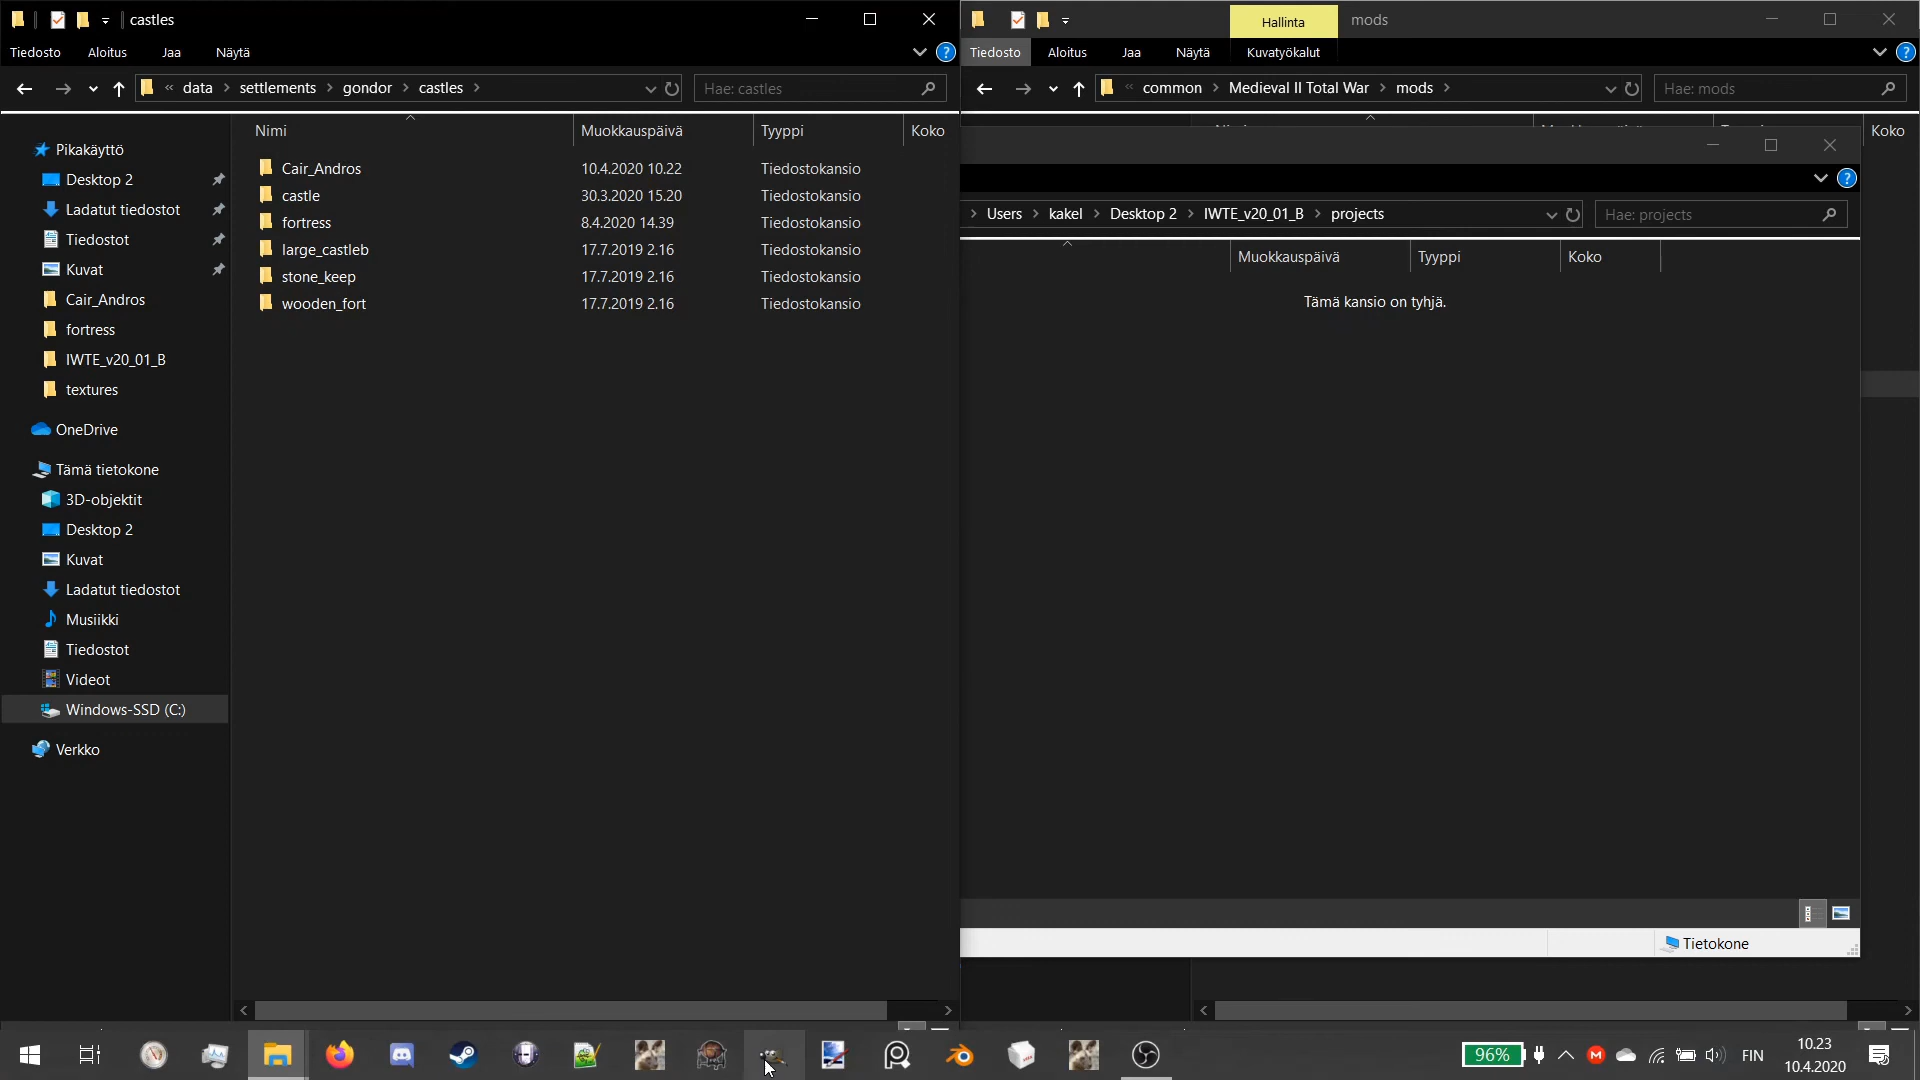 castles
Tiedosto Aloitus Jaa Näytä
« data › settlements › gondor › castles ›
Hae: castles
Nimi Muokkauspäivä Tyyppi Koko
Pikakäyttö
Desktop 2
Ladatut tiedostot
Tiedostot
Kuvat
Cair_Andros
fortress
IWTE_v20_01_B
textures
OneDrive
Tämä tietokone
3D-objektit
Desktop 2
Kuvat
Ladatut tiedostot
Musiikki
Tiedostot
Videot
Windows-SSD (C:)
Verkko
Cair_Andros 10.4.2020 10.22 Tiedostokansio
castle 30.3.2020 15.20 Tiedostokansio
fortress 8.4.2020 14.39 Tiedostokansio
large_castleb 17.7.2019 2.16 Tiedostokansio
stone_keep 17.7.2019 2.16 Tiedostokansio
wooden_fort 17.7.2019 2.16 Tiedostokansio
Hallinta mods
Tiedosto Aloitus Jaa Näytä Kuvatyökalut
« common › Medieval II Total War › mods ›
Hae: mods
Koko
› Users › kakel › Desktop 2 › IWTE_v20_01_B › projects
Hae: projects
Muokkauspäivä Tyyppi Koko
Tämä kansio on tyhjä.
Tietokone
96% FIN 10.23
10.4.2020